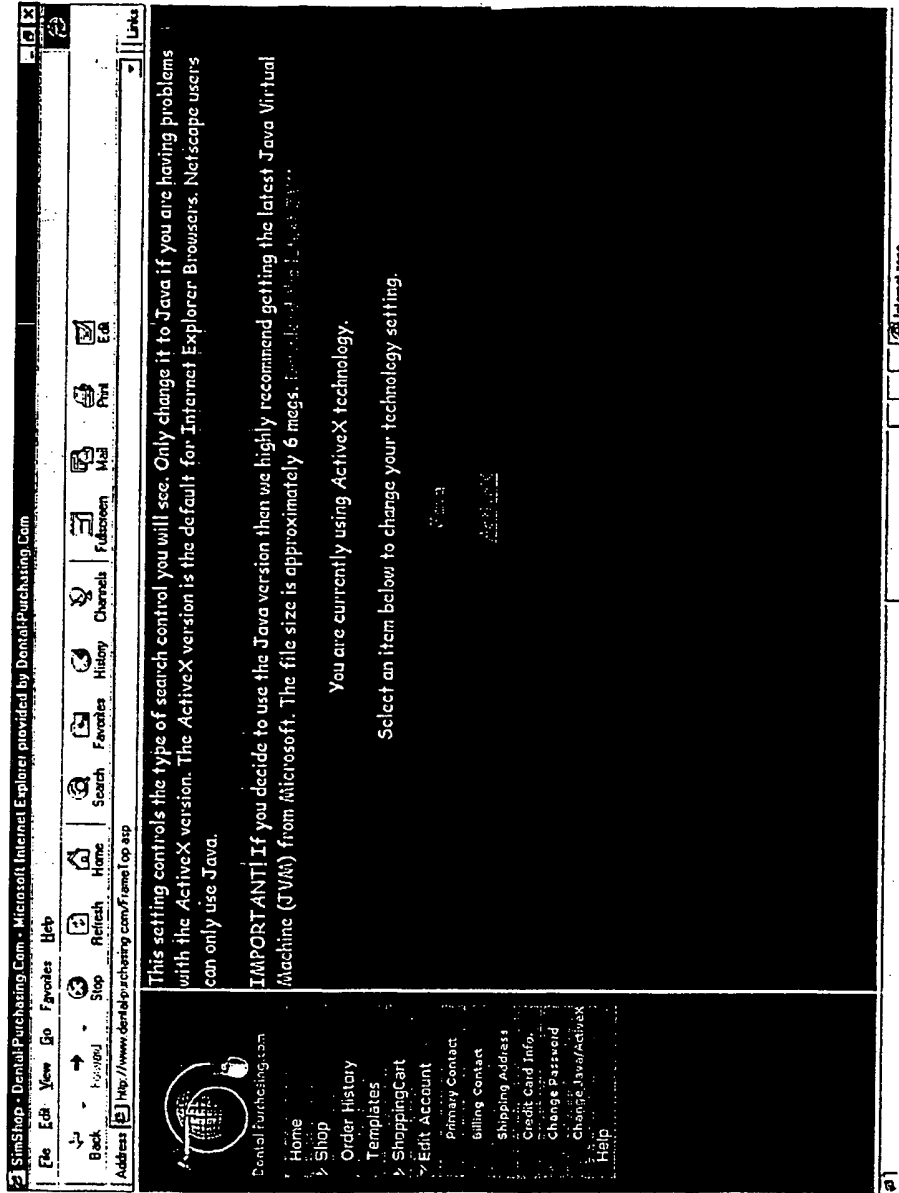 SimShop - Dental-Purchasing.Com - Microsoft Internet Explorer provided by Dental-Purchasing.Com
File Edit View Go Favorites Help
Back Forward Stop Refresh Home Search Favorites History Channels Fullscreen Mail Print Edit
Address http://www.dental-purchasing.com/FrameTop.asp Links
Dental-Purchasing.com
Home
Shop
Order History
Templates
ShoppingCart
Edit Account
Primary Contact
Billing Contact
Shipping Address
Credit Card Info.
Change Password
Change Java/ActiveX
Help
This setting controls the type of search control you will see. Only change it to Java if you are having problems
with the ActiveX version. The ActiveX version is the default for Internet Explorer Browsers. Netscape users
can only use Java.
IMPORTANT! If you decide to use the Java version then we highly recommend getting the latest Java Virtual
Machine (JVM) from Microsoft. The file size is approximately 6 megs.
You are currently using ActiveX technology.
Select an item below to change your technology setting.
Java
ActiveX
Internet zone